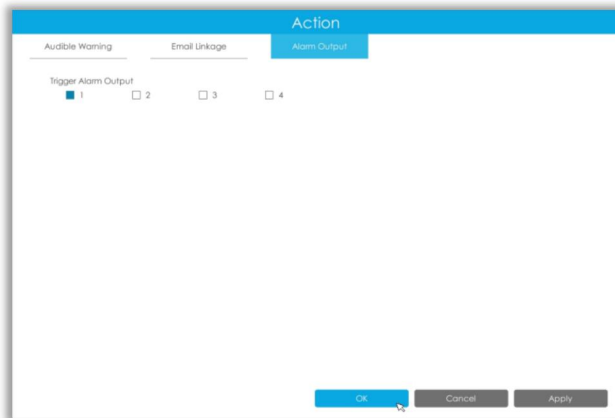 Action
Audible Warning Email Linkage Alarm Output
Trigger Alarm Output
1 2 3 4
OK Cancel Apply